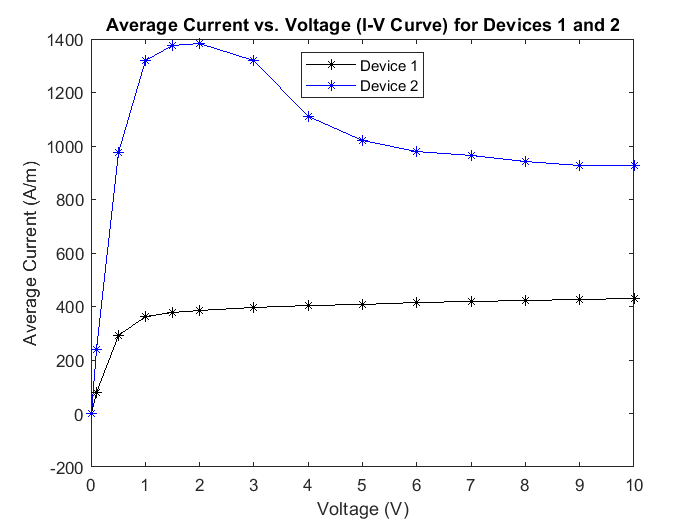 Average Current vs. Voltage (I-V Curve) for Devices 1 and 2
1400
1200
1000
800
600
400
200
0
-200
Average Current (A/m)
Device 1
Device 2
0 1 2 3 4 5 6 7 8 9 10
Voltage (V)